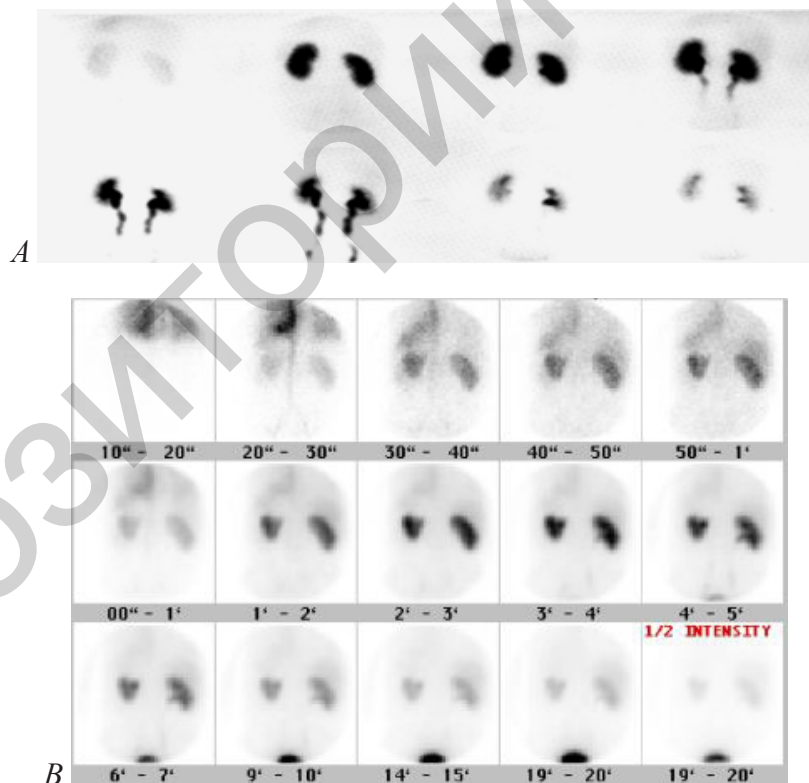 A
10“ - 20“ 20“ - 30“ 30“ - 40“ 40“ - 50“ 50“ - 1‘
00“ - 1‘ 1‘ - 2‘ 2‘ - 3‘ 3‘ - 4‘ 4‘ - 5‘
1/2 INTENSITY
6‘ - 7‘ 9‘ - 10‘ 14‘ - 15‘ 19‘ - 20‘ 19‘ - 20‘
B